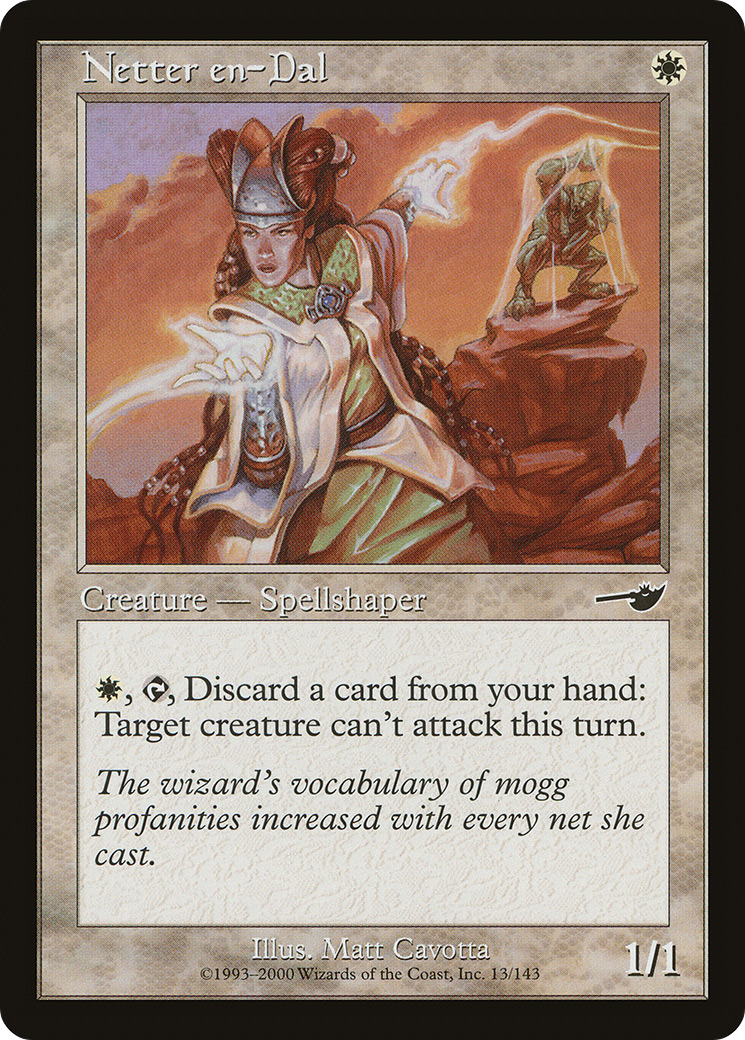 Netter en-Dal
Creature — Spellshaper
, , Discard a card from your hand:
Target creature can't attack this turn.
The wizard's vocabulary of mogg
profanities increased with every net she
cast.
Illus. Matt Cavotta
©1993–2000 Wizards of the Coast, Inc. 13/143
1/1